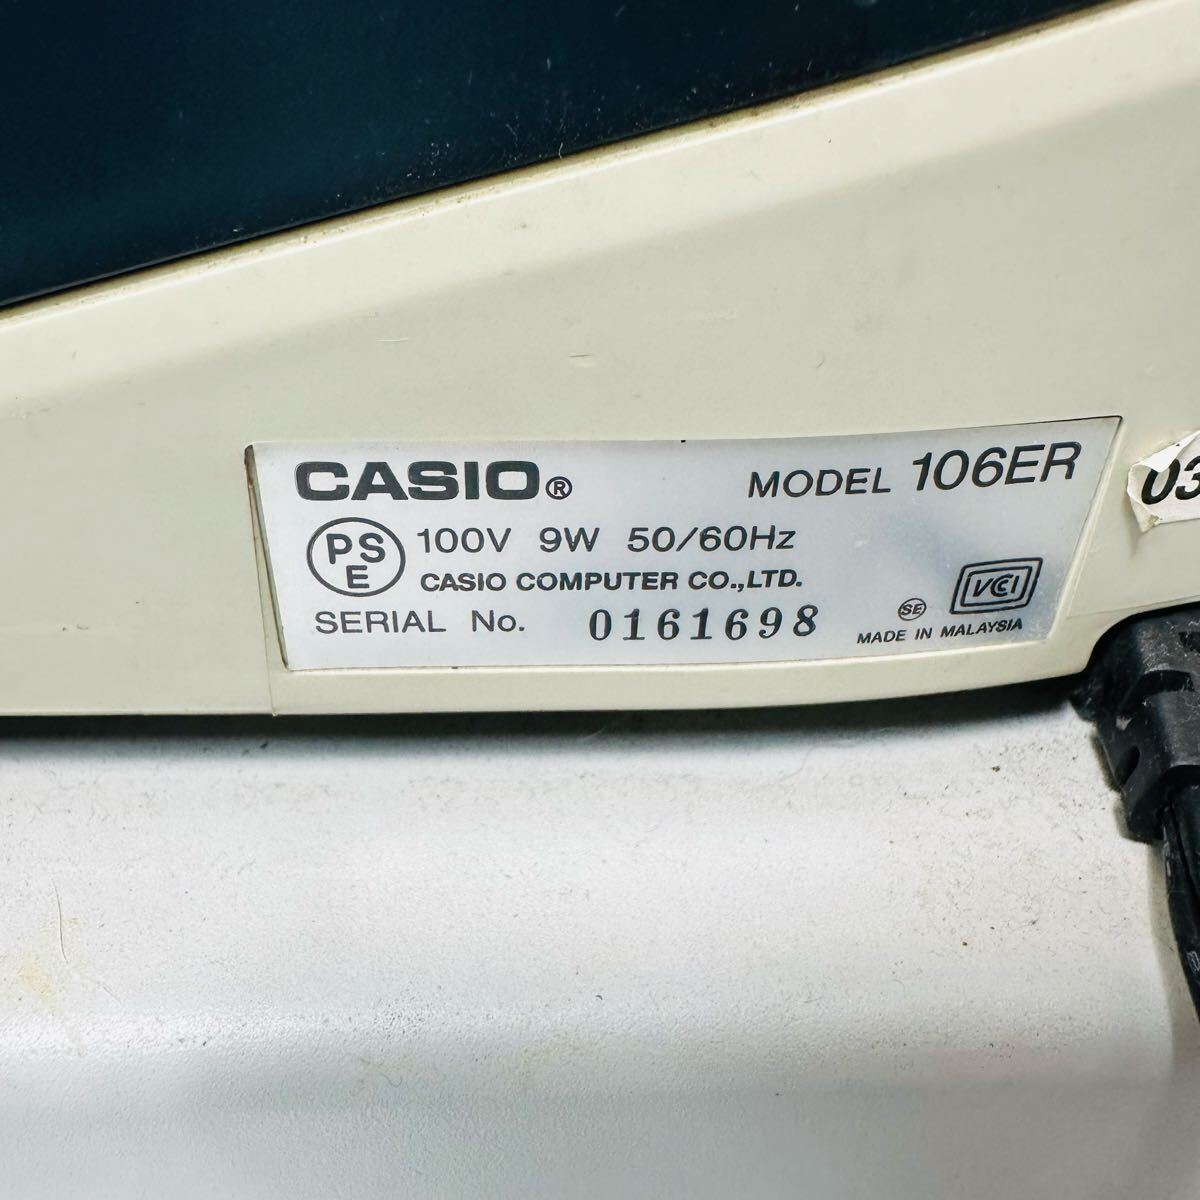 CASIO® MODEL 106ER
PSE 100V 9W 50/60Hz
CASIO COMPUTER CO.,LTD.
SERIAL No. 0161698
SE VCCI
MADE IN MALAYSIA
03